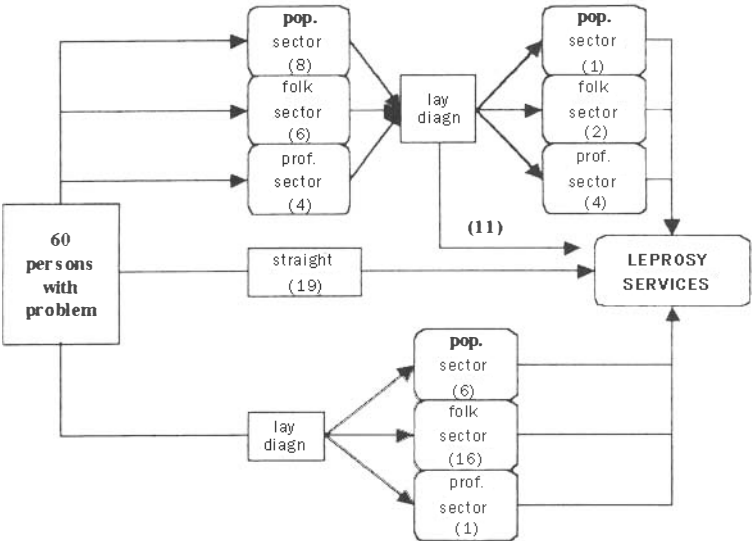 pop.
sector
(8)
folk
sector
(6)
prof.
sector
(4)
lay
diagn
pop.
sector
(1)
folk
sector
(2)
prof.
sector
(4)
(11)
60
persons
with
problem
straight
(19)
LEPROSY
SERVICES
lay
diagn
pop.
sector
(6)
folk
sector
(16)
prof.
sector
(1)